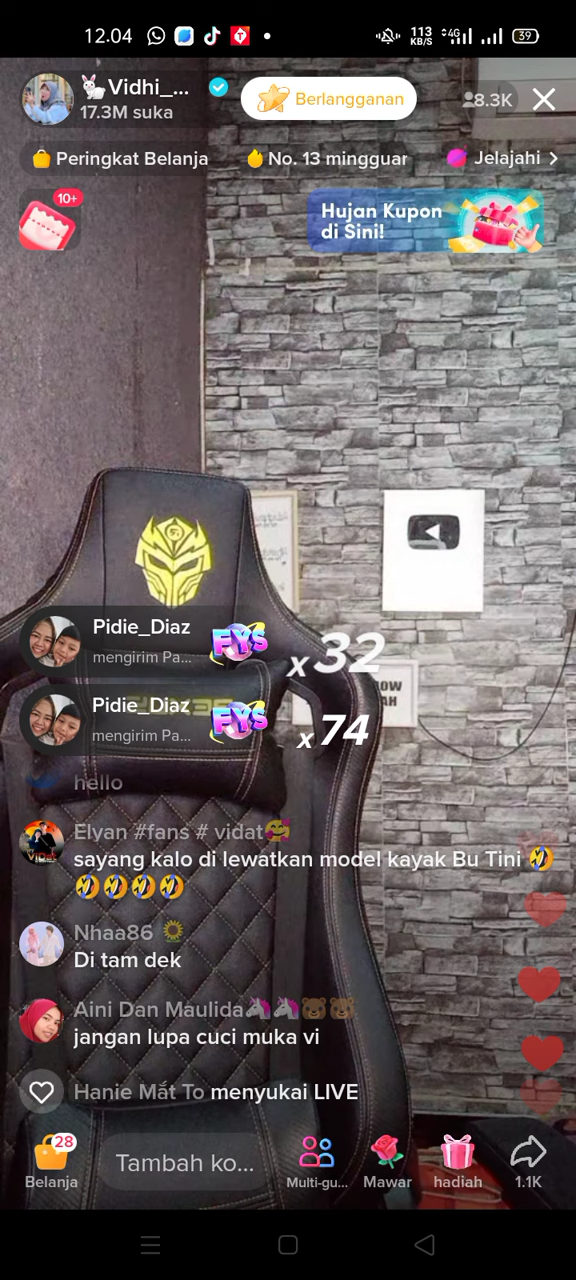 12.04
113
KB/S
4G
39
Vidhi_...
17.3M suka
Berlangganan
8.3K
Peringkat Belanja
No. 13 mingguan
Jelajahi
10+
Hujan Kupon
di Sini!
Pidie_Diaz
mengirim Pa...
FYS
x32
Pidie_Diaz
mengirim Pa...
FYS
x74
hello
Elyan #fans # vidat🥰
sayang kalo di lewatkan model kayak Bu Tini 🤣
🤣🤣🤣🤣
Nhaa86 🌻
Di tam dek
Aini Dan Maulida🦄🦄🐻🐻
jangan lupa cuci muka vi
Hanie Mắt To menyukai LIVE
28
Belanja
Tambah ko...
Multi-gu...
Mawar
hadiah
1.1K